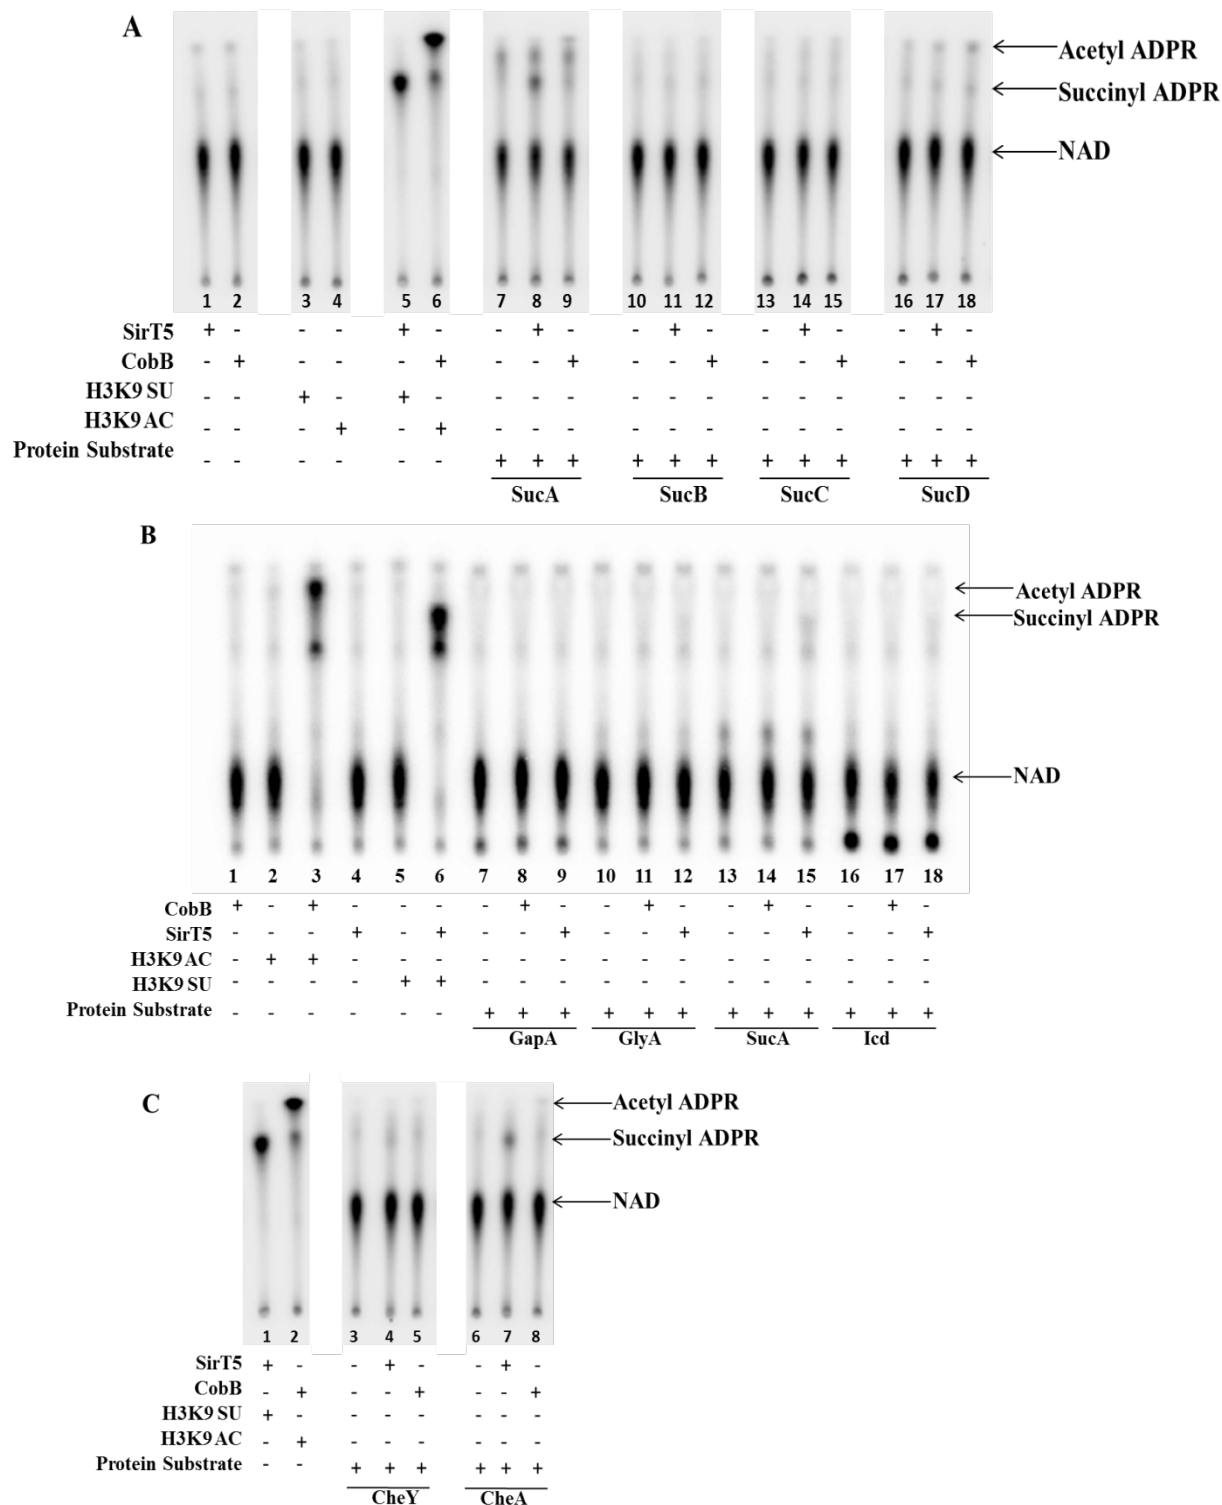 A
Acetyl ADPR
Succinyl ADPR
NAD
1 2 3 4 5 6 7 8 9 10 11 12 13 14 15 16 17 18
SirT5 + - - - + - - + - - + - - + - - + -
CobB - + - - - + - - + - - + - - + - - +
H3K9 SU - - + - + - - - - - - - - - - - - -
H3K9 AC - - - + - + - - - - - - - - - - - -
Protein Substrate - - - - - - + + + + + + + + + + + +
SucA SucB SucC SucD
B
Acetyl ADPR
Succinyl ADPR
NAD
1 2 3 4 5 6 7 8 9 10 11 12 13 14 15 16 17 18
CobB + - + - - - - + - - + - - + - - + -
SirT5 - - - + - + - - + - - + - - + - - +
H3K9 AC - + + - - - - - - - - - - - - - - -
H3K9 SU - - - - + + - - - - - - - - - - - -
Protein Substrate - - - - - - + + + + + + + + + + + +
GapA GlyA SucA Icd
C
Acetyl ADPR
Succinyl ADPR
NAD
1 2 3 4 5 6 7 8
SirT5 + - - + - - + -
CobB - + - - + - - +
H3K9 SU + - - - - - - -
H3K9 AC - + - - - - - -
Protein Substrate - - + + + + + +
CheY CheA